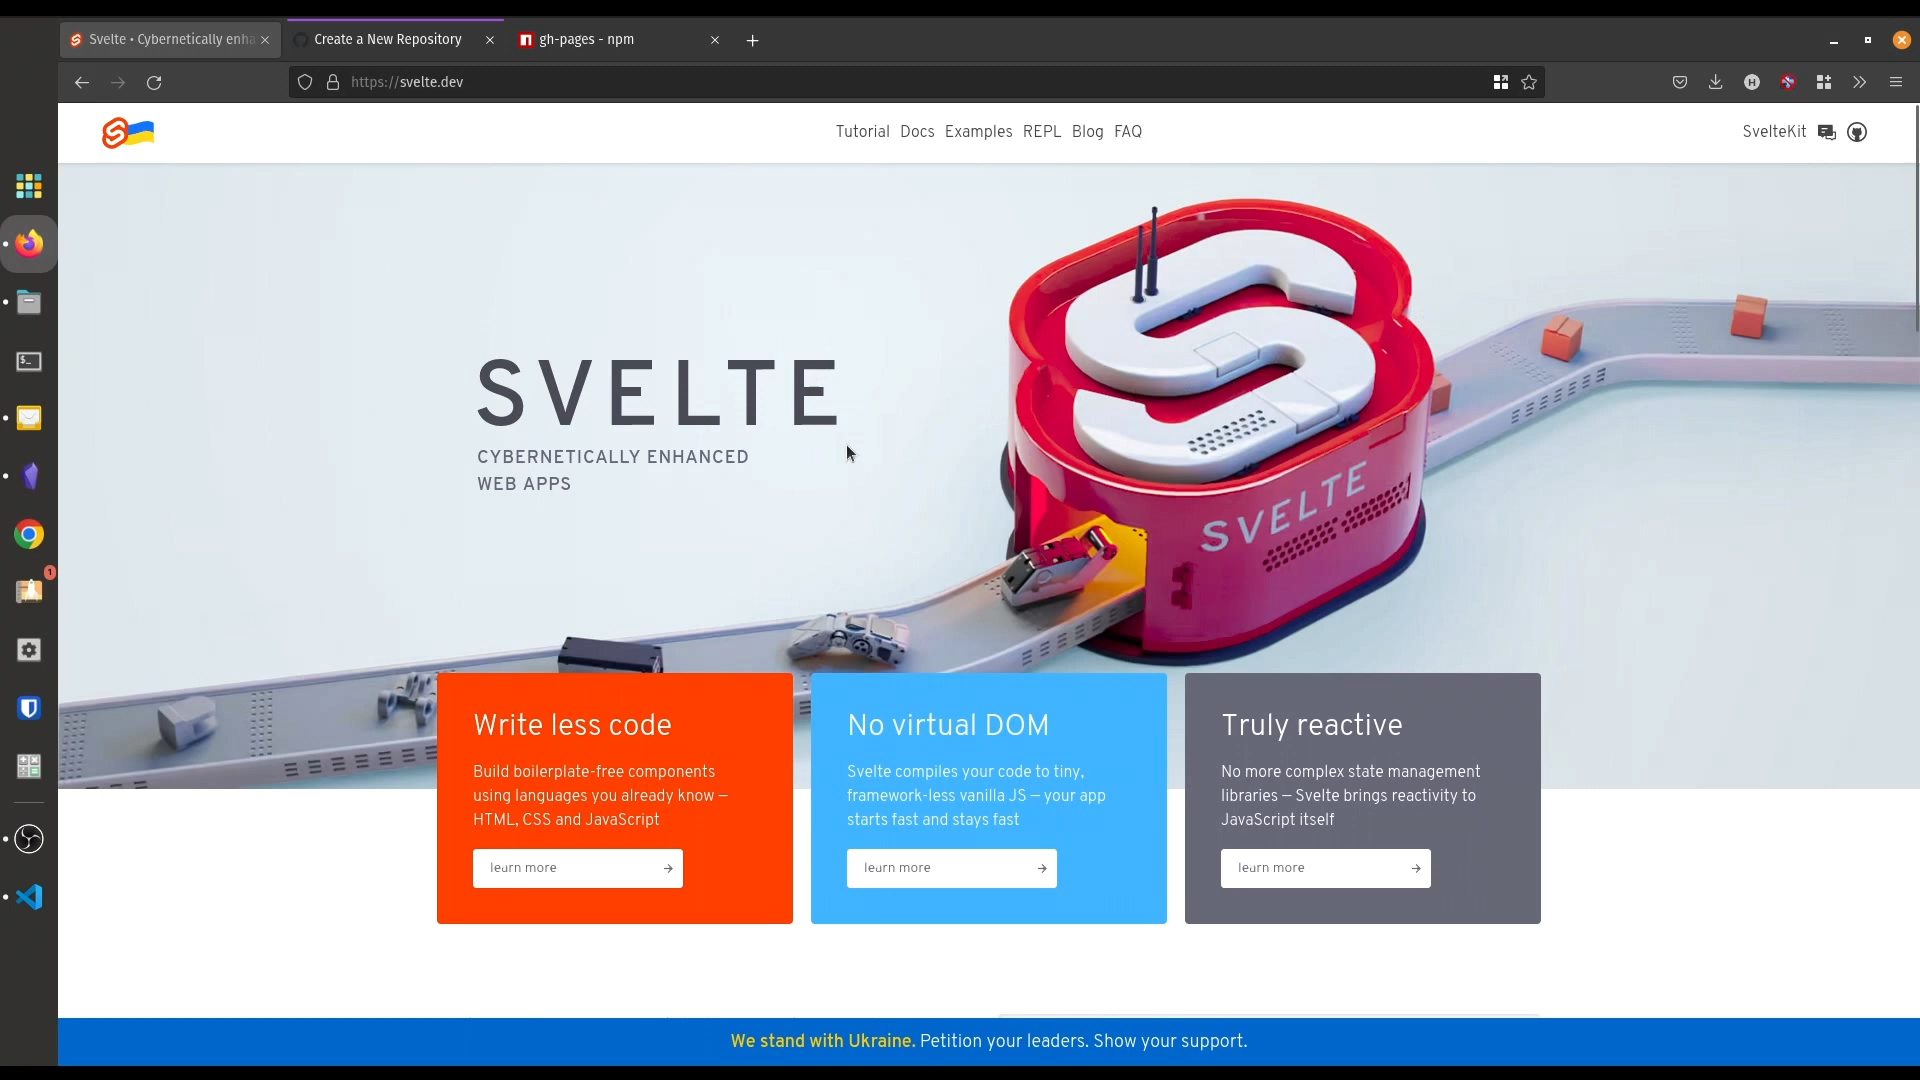 Svelte • Cybernetically enha
Create a New Repository
gh-pages - npm
https://svelte.dev
Tutorial Docs Examples REPL Blog FAQ
SvelteKit
SVELTE
CYBERNETICALLY ENHANCED
WEB APPS
SVELTE
Write less code
Build boilerplate-free components
using languages you already know —
HTML, CSS and JavaScript
learn more
No virtual DOM
Svelte compiles your code to tiny,
framework-less vanilla JS — your app
starts fast and stays fast
learn more
Truly reactive
No more complex state management
libraries — Svelte brings reactivity to
JavaScript itself
learn more
1
We stand with Ukraine. Petition your leaders. Show your support.